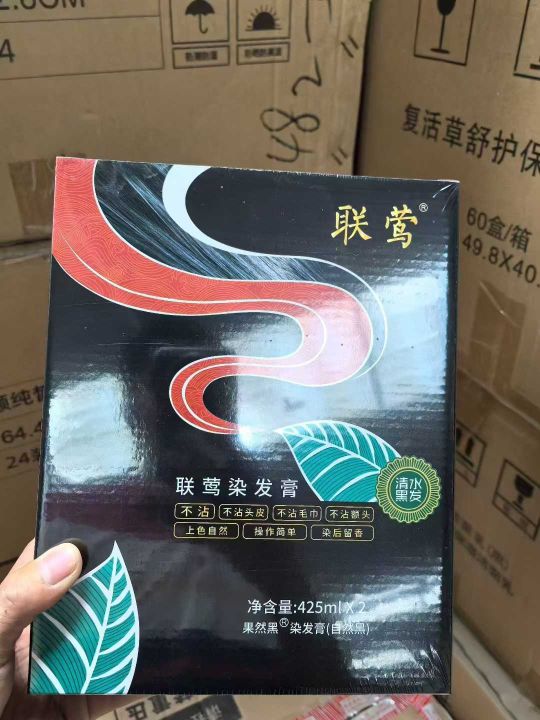 284
复活草舒护保
60盒/箱
49.8X40.
64.4
联莺®
联莺染发膏
清水
黑发
不沾 不沾头皮 不沾毛巾 不沾额头
上色自然 操作简单 染后留香
净含量:425ml X 2
果然黑®染发膏(自然黑)